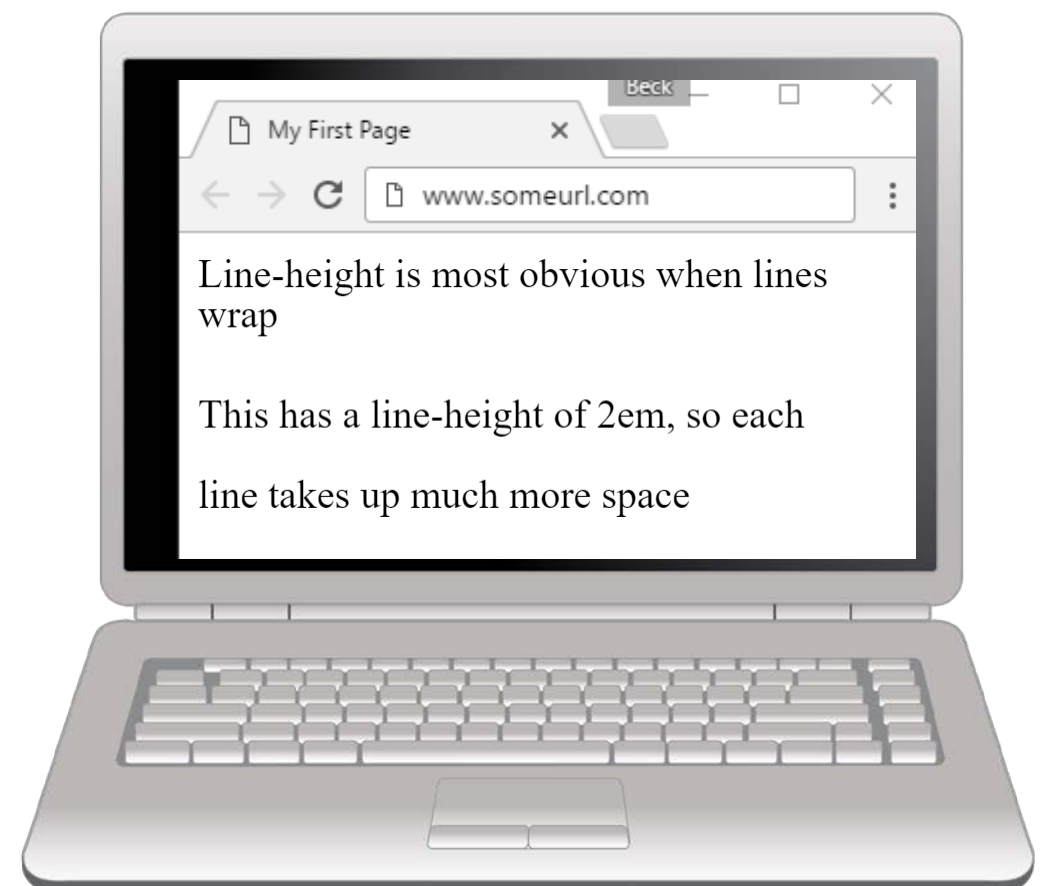 Beck
My First Page
www.someurl.com
Line-height is most obvious when lines
wrap
This has a line-height of 2em, so each
line takes up much more space